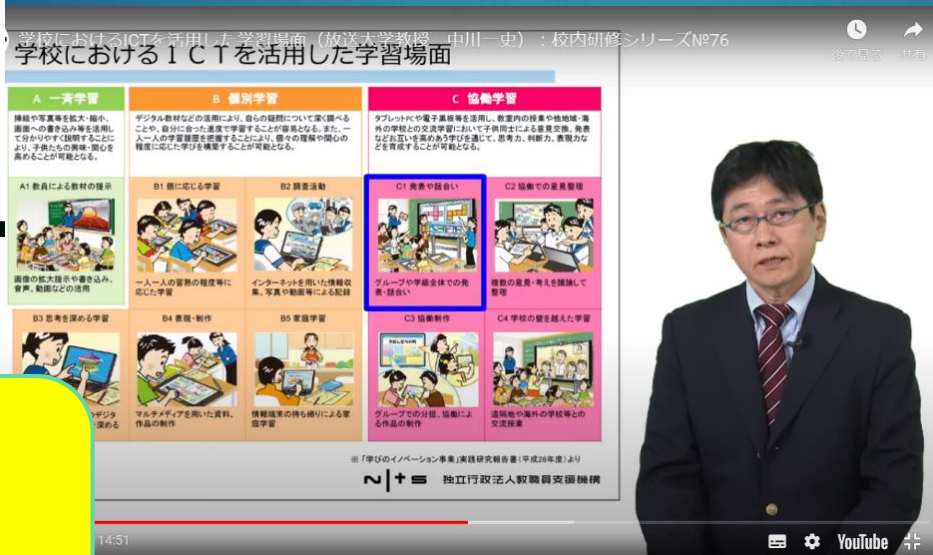 学校におけるICTを活用した学習場面（放送大学教授 中川一史）：校内研修シリーズ№76
後で見る
共有
学校におけるＩＣＴを活用した学習場面
A 一斉学習
挿絵や写真等を拡大・縮小、
画面への書き込み等を活用し
て分かりやすく説明することに
より、子供たちの興味・関心を
高めることが可能となる。
B 個別学習
デジタル教材などの活用により、自らの疑問について深く調べる
ことや、自分に合った進度で学習することが容易となる。また、一
人一人の学習履歴を把握することにより、個々の理解や関心の
程度に応じた学びを構築することが可能となる。
C 協働学習
タブレットPCや電子黒板等を活用し、教室内の授業や他地域・海
外の学校との交流学習において子供同士による意見交換、発表
などお互いを高めあう学びを通じて、思考力、判断力、表現力な
どを育成することが可能となる。
A1 教員による教材の提示
画像の拡大提示や書き込み、
音声、動画などの活用
B1 個に応じる学習
一人一人の習熟の程度等に
応じた学習
B2 調査活動
インターネットを用いた情報収
集、写真や動画等による記録
C1 発表や話合い
グループや学級全体での発
表・話合い
C2 協働での意見整理
複数の意見・考えを議論して
整理
B3 思考を深める学習
のデジタ
深める
B4 表現・制作
マルチメディアを用いた資料、
作品の制作
B5 家庭学習
情報端末の持ち帰りによる家
庭学習
C3 協働制作
グループでの分担、協働によ
る作品の制作
C4 学校の壁を越えた学習
遠隔地や海外の学校等との
交流授業
※「学びのイノベーション事業」実践研究報告書（平成26年度）より
NITS 独立行政法人教職員支援機構
14:51
YouTube